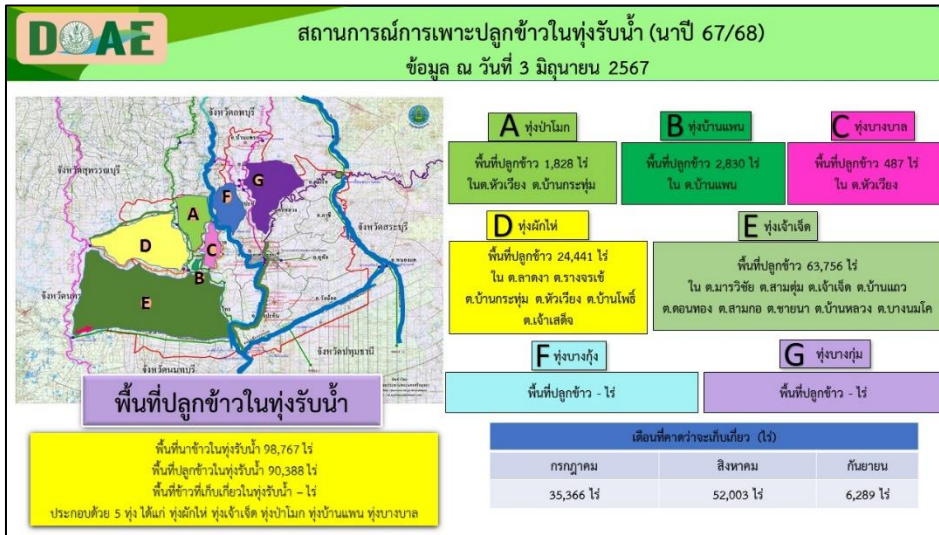 DOAE
สถานการณ์การเพาะปลูกข้าวในทุ่งรับน้ำ (นาปี 67/68)
ข้อมูล ณ วันที่ 3 มิถุนายน 2567
จังหวัดลพบุรี
จังหวัดสุพรรณบุรี
จังหวัดสระบุรี
จังหวัดปทุมธานี
จังหวัดนนทบุรี
A
B
C
D
E
F
G
A ทุ่งป่าโมก
พื้นที่ปลูกข้าว 1,828 ไร่
ในต.หัวเวียง ต.บ้านกระทุ่ม
B ทุ่งบ้านแพน
พื้นที่ปลูกข้าว 2,830 ไร่
ใน ต.บ้านแพน
C ทุ่งบางบาล
พื้นที่ปลูกข้าว 487 ไร่
ใน ต.หัวเวียง
D ทุ่งผักไห่
พื้นที่ปลูกข้าว 24,441 ไร่
ใน ต.ลาดงา ต.รางจรเข้
ต.บ้านกระทุ่ม ต.หัวเวียง ต.บ้านโพธิ์
ต.เจ้าเสด็จ
E ทุ่งเจ้าเจ็ด
พื้นที่ปลูกข้าว 63,756 ไร่
ใน ต.มารวิชัย ต.สามตุ่ม ต.เจ้าเจ็ด ต.บ้านแถว
ต.ดอนทอง ต.สามกอ ต.ชายนา ต.บ้านหลวง ต.บางนมโค
F ทุ่งบางกุ้ง
พื้นที่ปลูกข้าว - ไร่
G ทุ่งบางกุ่ม
พื้นที่ปลูกข้าว - ไร่
พื้นที่ปลูกข้าวในทุ่งรับน้ำ
พื้นที่นาข้าวในทุ่งรับน้ำ 98,767 ไร่
พื้นที่ปลูกข้าวในทุ่งรับน้ำ 90,388 ไร่
พื้นที่ข้าวที่เก็บเกี่ยวในทุ่งรับน้ำ – ไร่
ประกอบด้วย 5 ทุ่ง ได้แก่ ทุ่งผักไห่ ทุ่งเจ้าเจ็ด ทุ่งป่าโมก ทุ่งบ้านแพน ทุ่งบางบาล
เดือนที่คาดว่าจะเก็บเกี่ยว (ไร่)
กรกฎาคม สิงหาคม กันยายน
35,366 ไร่ 52,003 ไร่ 6,289 ไร่